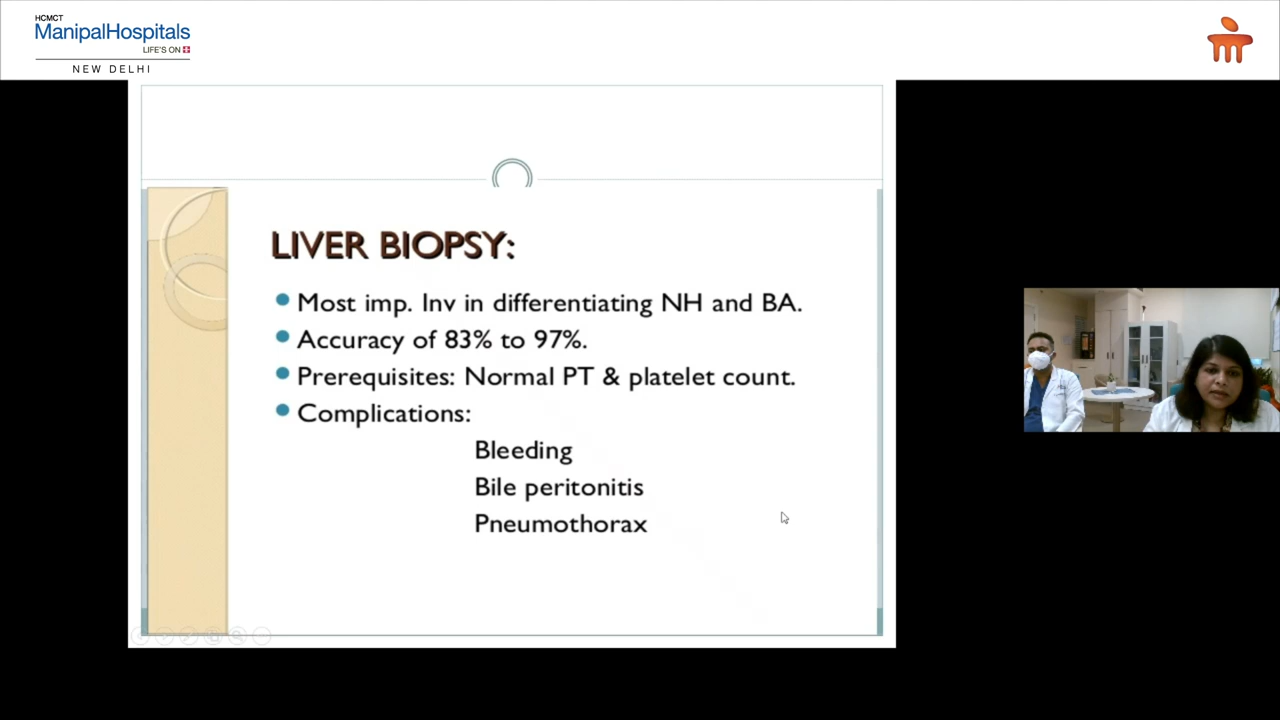 HCMCT
ManipalHospitals
LIFE'S ON
NEW DELHI
LIVER BIOPSY:
Most imp. Inv in differentiating NH and BA.
Accuracy of 83% to 97%.
Prerequisites: Normal PT & platelet count.
Complications:
Bleeding
Bile peritonitis
Pneumothorax